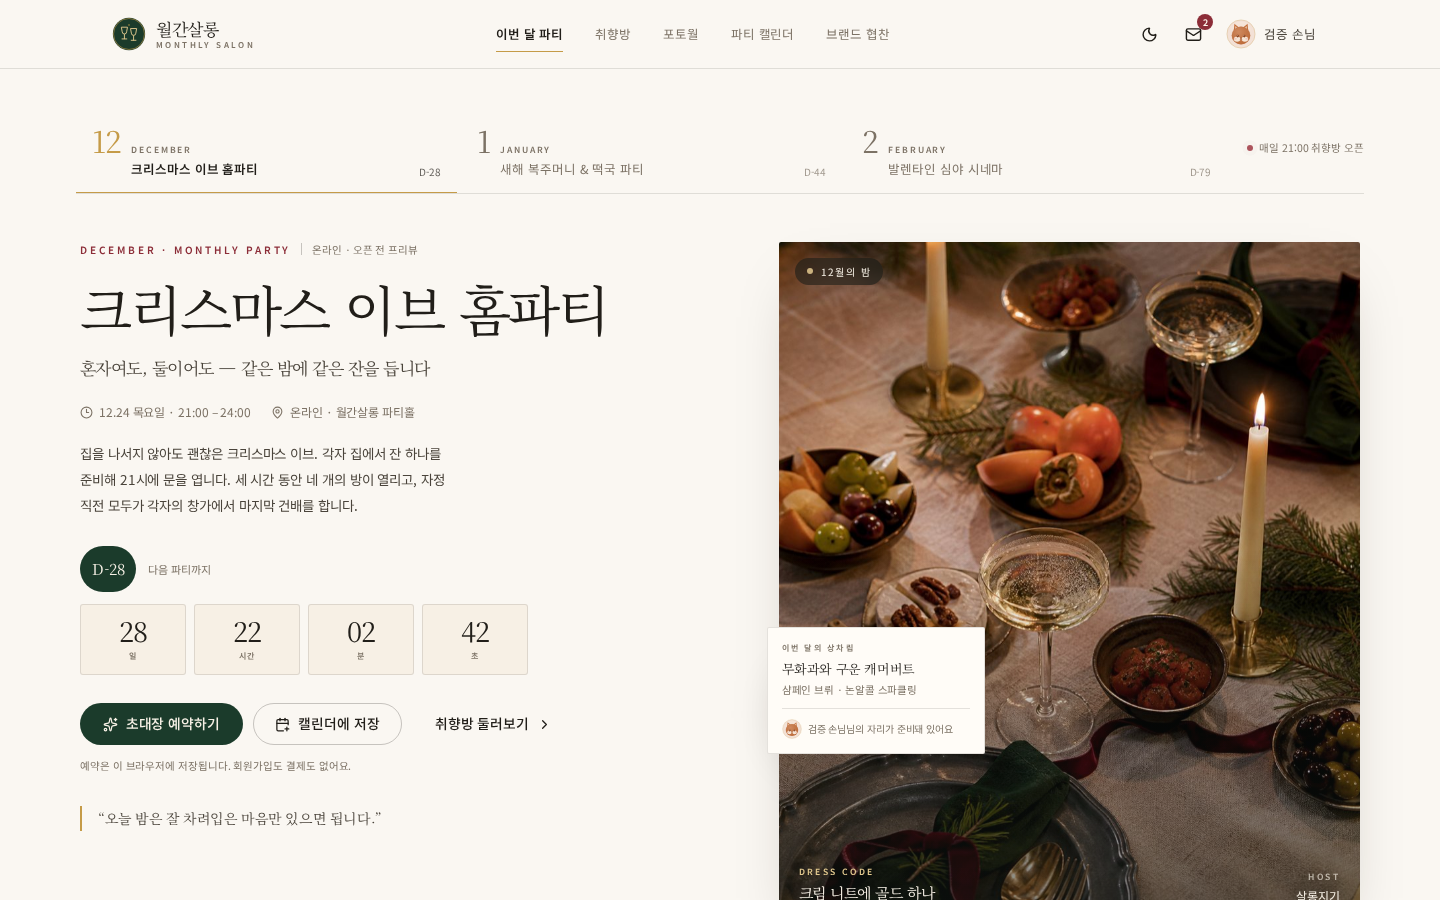 월간살롱
MONTHLY SALON
이번 달 파티
취향방
포토월
파티 캘린더
브랜드 협찬
2
검증 손님
12
DECEMBER
크리스마스 이브 홈파티
D-28
1
JANUARY
새해 복주머니 & 떡국 파티
D-44
2
FEBRUARY
발렌타인 심야 시네마
D-79
매일 21:00 취향방 오픈
DECEMBER · MONTHLY PARTY
온라인 · 오픈 전 프리뷰
크리스마스 이브 홈파티
혼자여도, 둘이어도 — 같은 밤에 같은 잔을 듭니다
12.24 목요일 · 21:00 – 24:00
온라인 · 월간살롱 파티홀
집을 나서지 않아도 괜찮은 크리스마스 이브. 각자 집에서 잔 하나를
준비해 21시에 문을 엽니다. 세 시간 동안 네 개의 방이 열리고, 자정
직전 모두가 각자의 창가에서 마지막 건배를 합니다.
D-28
다음 파티까지
28
일
22
시간
02
분
42
초
초대장 예약하기
캘린더에 저장
취향방 둘러보기
예약은 이 브라우저에 저장됩니다. 회원가입도 결제도 없어요.
“오늘 밤은 잘 차려입은 마음만 있으면 됩니다.”
12월의 밤
이번 달의 상차림
무화과와 구운 캐머버트
샴페인 브뤼 · 논알콜 스파클링
검증 손님님의 자리가 준비돼 있어요
DRESS CODE
크림 니트에 골드 하나
HOST
살롱지기